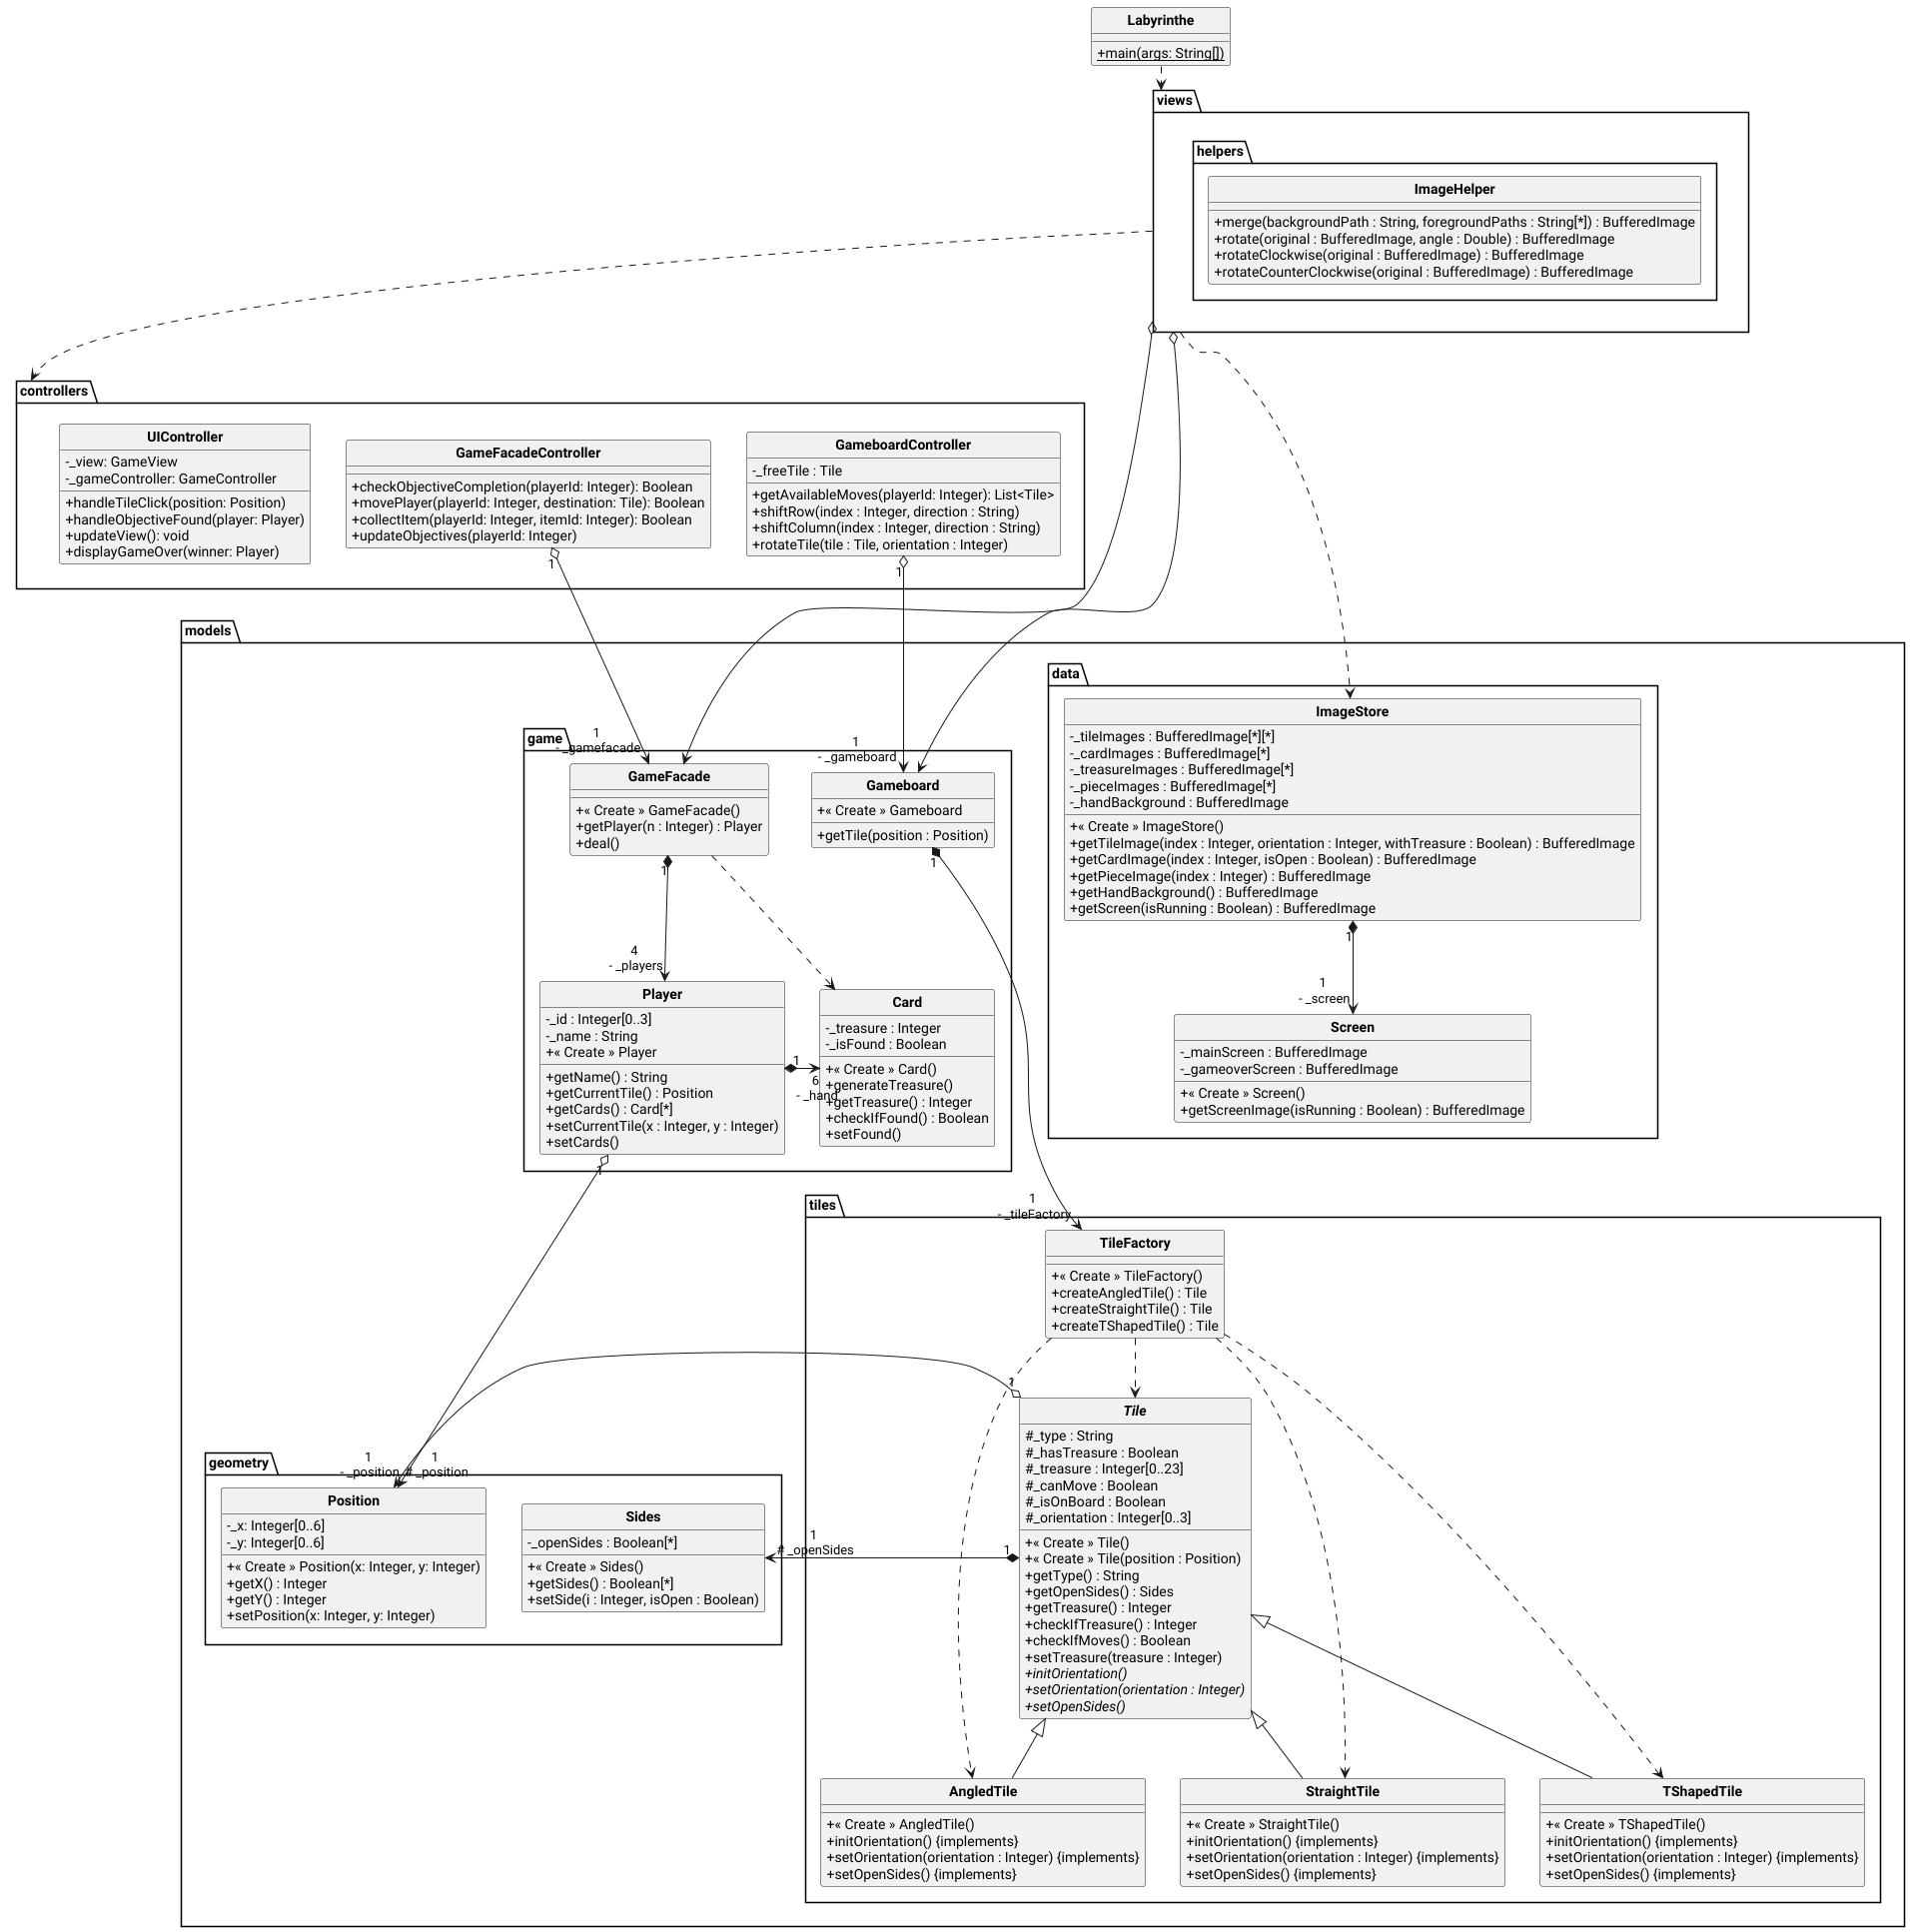 Labyrinthe
+main(args: String[])
views
helpers
ImageHelper
+merge(backgroundPath : String, foregroundPaths : String[*]) : BufferedImage
+rotate(original : BufferedImage, angle : Double) : BufferedImage
+rotateClockwise(original : BufferedImage) : BufferedImage
+rotateCounterClockwise(original : BufferedImage) : BufferedImage
controllers
UIController
-_view: GameView
-_gameController: GameController
+handleTileClick(position: Position)
+handleObjectiveFound(player: Player)
+updateView(): void
+displayGameOver(winner: Player)
GameFacadeController
+checkObjectiveCompletion(playerId: Integer): Boolean
+movePlayer(playerId: Integer, destination: Tile): Boolean
+collectItem(playerId: Integer, itemId: Integer): Boolean
+updateObjectives(playerId: Integer)
1
GameboardController
-_freeTile : Tile
+getAvailableMoves(playerId: Integer): List<Tile>
+shiftRow(index : Integer, direction : String)
+shiftColumn(index : Integer, direction : String)
+rotateTile(tile : Tile, orientation : Integer)
1
models
game
1
- _gamefacade
1
- _gameboard
GameFacade
+« Create » GameFacade()
+getPlayer(n : Integer) : Player
+deal()
1
Gameboard
+« Create » Gameboard
+getTile(position : Position)
1
4
- _players
Player
-_id : Integer[0..3]
-_name : String
+« Create » Player
+getName() : String
+getCurrentTile() : Position
+getCards() : Card[*]
+setCurrentTile(x : Integer, y : Integer)
+setCards()
1
1
6
- _hand
Card
-_treasure : Integer
-_isFound : Boolean
+« Create » Card()
+generateTreasure()
+getTreasure() : Integer
+checkIfFound() : Boolean
+setFound()
data
ImageStore
-_tileImages : BufferedImage[*][*]
-_cardImages : BufferedImage[*]
-_treasureImages : BufferedImage[*]
-_pieceImages : BufferedImage[*]
-_handBackground : BufferedImage
+« Create » ImageStore()
+getTileImage(index : Integer, orientation : Integer, withTreasure : Boolean) : BufferedImage
+getCardImage(index : Integer, isOpen : Boolean) : BufferedImage
+getPieceImage(index : Integer) : BufferedImage
+getHandBackground() : BufferedImage
+getScreen(isRunning : Boolean) : BufferedImage
1
1
- _screen
Screen
-_mainScreen : BufferedImage
-_gameoverScreen : BufferedImage
+« Create » Screen()
+getScreenImage(isRunning : Boolean) : BufferedImage
tiles
1
- _tileFactory
TileFactory
+« Create » TileFactory()
+createAngledTile() : Tile
+createStraightTile() : Tile
+createTShapedTile() : Tile
1
Tile
#_type : String
#_hasTreasure : Boolean
#_treasure : Integer[0..23]
#_canMove : Boolean
#_isOnBoard : Boolean
#_orientation : Integer[0..3]
+« Create » Tile()
+« Create » Tile(position : Position)
+getType() : String
+getOpenSides() : Sides
+getTreasure() : Integer
+checkIfTreasure() : Integer
+checkIfMoves() : Boolean
+setTreasure(treasure : Integer)
+initOrientation()
+setOrientation(orientation : Integer)
+setOpenSides()
1
1
# _openSides
geometry
1
- _position
1
# _position
Position
-_x: Integer[0..6]
-_y: Integer[0..6]
+« Create » Position(x: Integer, y: Integer)
+getX() : Integer
+getY() : Integer
+setPosition(x: Integer, y: Integer)
Sides
-_openSides : Boolean[*]
+« Create » Sides()
+getSides() : Boolean[*]
+setSide(i : Integer, isOpen : Boolean)
AngledTile
+« Create » AngledTile()
+initOrientation() {implements}
+setOrientation(orientation : Integer) {implements}
+setOpenSides() {implements}
StraightTile
+« Create » StraightTile()
+initOrientation() {implements}
+setOrientation(orientation : Integer) {implements}
+setOpenSides() {implements}
TShapedTile
+« Create » TShapedTile()
+initOrientation() {implements}
+setOrientation(orientation : Integer) {implements}
+setOpenSides() {implements}